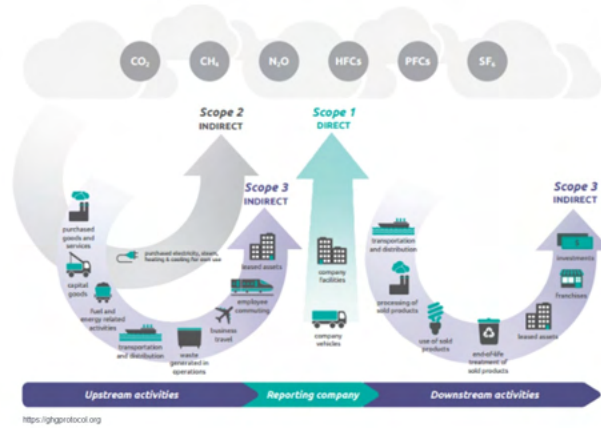 CO₂
CH₄
N₂O
HFCs
PFCs
SF₆
Scope 2
INDIRECT
Scope 1
DIRECT
Scope 3
INDIRECT
Scope 3
INDIRECT
purchased
goods and
services
capital
goods
fuel and
energy related
activities
transportation
and distribution
waste
generated in
operations
business
travel
employee
commuting
leased assets
purchased electricity, steam,
heating & cooling for own use
company
facilities
company
vehicles
transportation
and distribution
processing of
sold products
use of sold
products
end-of-life
treatment of
sold products
leased assets
franchises
investments
Upstream activities
Reporting company
Downstream activities
https://ghgprotocol.org